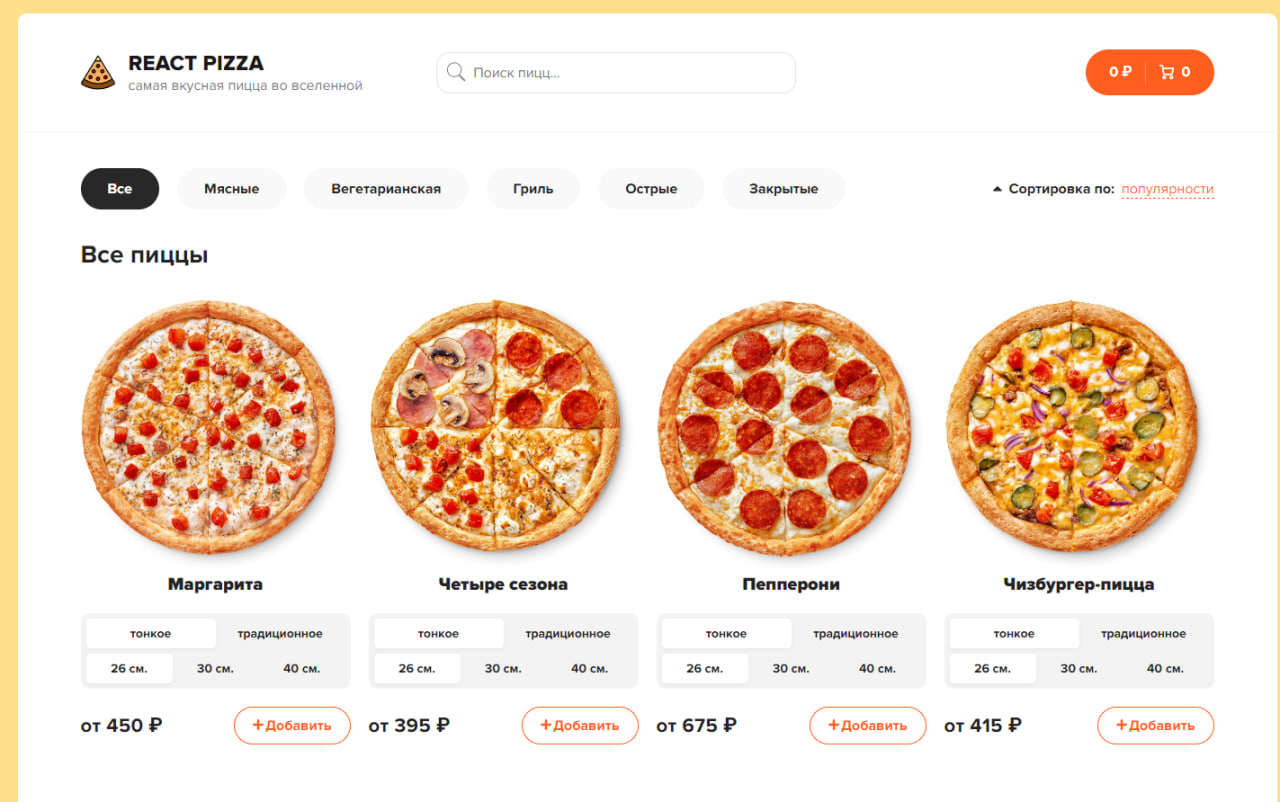 REACT PIZZA
самая вкусная пицца во вселенной
Поиск пицц...
0 ₽ 0
Все Мясные Вегетарианская Гриль Острые Закрытые Сортировка по: популярности
Все пиццы
Маргарита Четыре сезона Пепперони Чизбургер-пицца
тонкое традиционное тонкое традиционное тонкое традиционное тонкое традиционное
26 см. 30 см. 40 см. 26 см. 30 см. 40 см. 26 см. 30 см. 40 см. 26 см. 30 см. 40 см.
от 450 ₽ +Добавить от 395 ₽ +Добавить от 675 ₽ +Добавить от 415 ₽ +Добавить